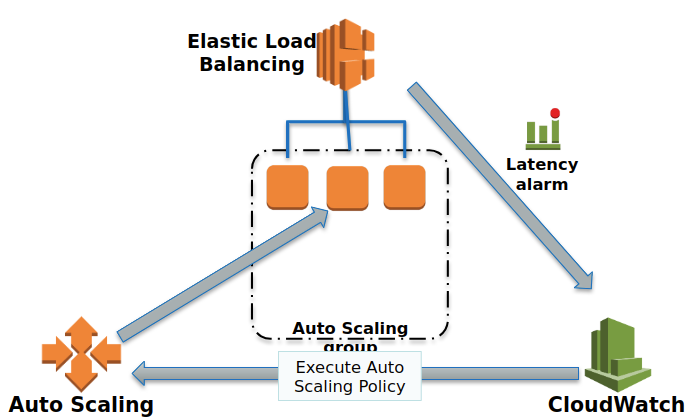 Elastic Load
Balancing
Latency
alarm
Auto Scaling
group
Execute Auto
Scaling Policy
Auto Scaling
CloudWatch